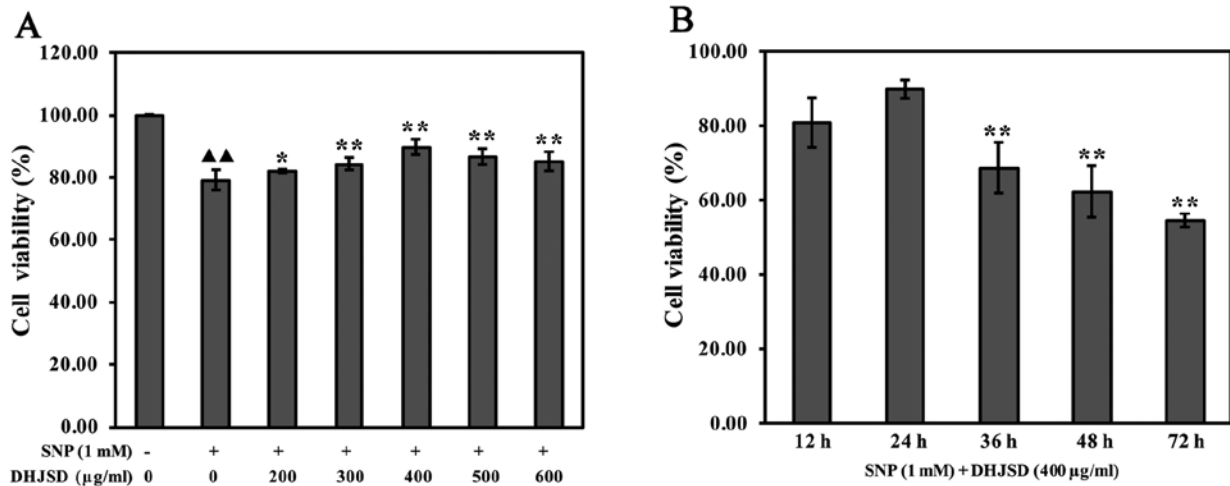 A
Cell viability (%)
120.00
100.00
80.00
60.00
40.00
20.00
0.00
▲▲
*
**
**
**
**
SNP (1 mM) - + + + + + +
DHJSD (µg/ml) 0 0 200 300 400 500 600
B
Cell viability (%)
100.00
80.00
60.00
40.00
20.00
0.00
**
**
**
12 h 24 h 36 h 48 h 72 h
SNP (1 mM) + DHJSD (400 µg/ml)